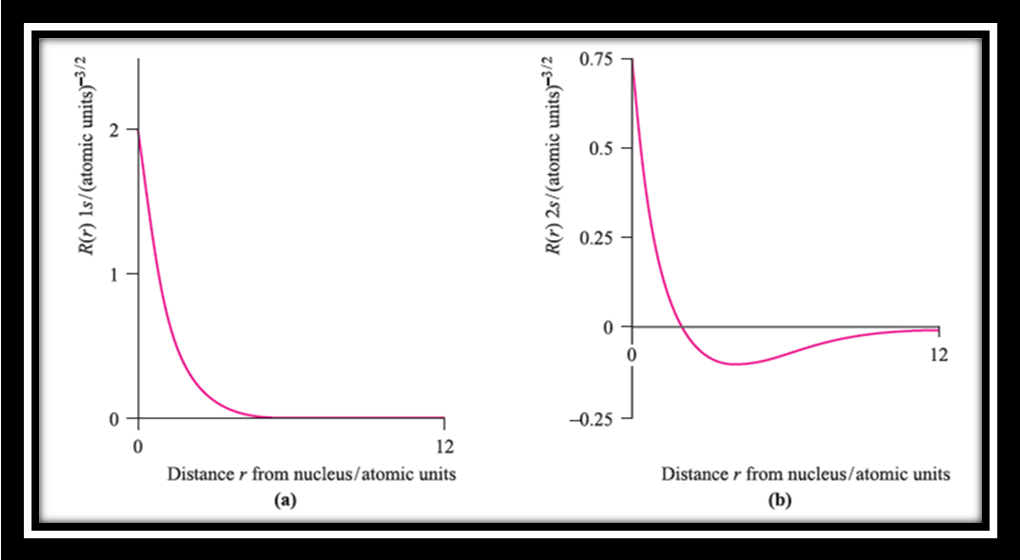 R(r) 1s/(atomic units)–3/2
2
1
0
0
12
Distance r from nucleus/atomic units
(a)
R(r) 2s/(atomic units)–3/2
0.75
0.5
0.25
0
0
12
–0.25
Distance r from nucleus/atomic units
(b)